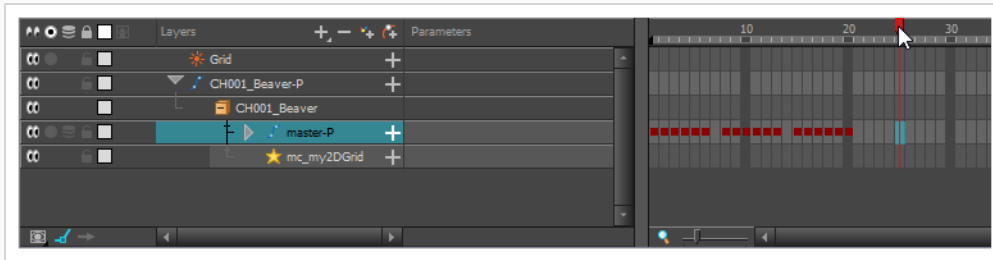 Layers
Parameters
10 20 30
Grid
CH001_Beaver-P
CH001_Beaver
master-P
mc_my2DGrid